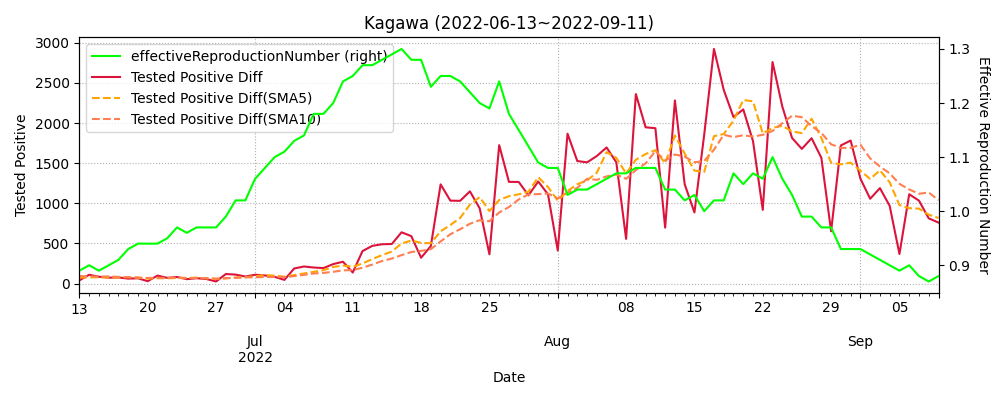 Kagawa (2022-06-13~2022-09-11)
effectiveReproductionNumber (right)
Tested Positive Diff
Tested Positive Diff(SMA5)
Tested Positive Diff(SMA10)
Tested Positive
3000
2500
2000
1500
1000
500
0
Effective Reproduction Number
1.3
1.2
1.1
1.0
0.9
13 20 27 04 11 18 25 08 15 22 29 05
Jul Aug Sep
2022
Date